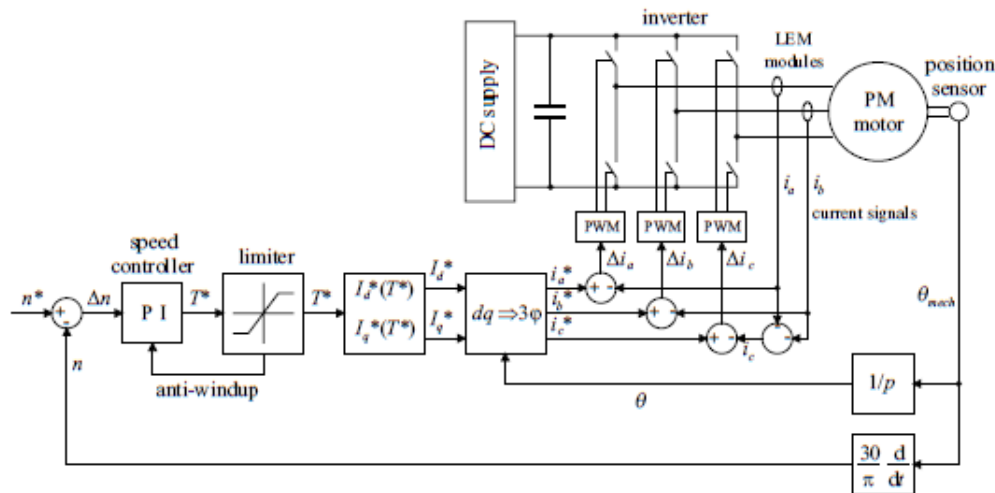 inverter
LEM
modules
position
sensor
DC supply
PM
motor
i_a
i_b
current signals
PWM
PWM
PWM
speed
controller
limiter
Δi_a
Δi_b
Δi_c
n*
+
-
Δn
P I
T*
T*
I_d*(T*)
I_q*(T*)
I_d*
I_q*
dq⇒3φ
i_a*
i_b*
i_c*
+ -
+ -
+ -
i_c
-
-
θ_mech
n
anti-windup
θ
1/p
30
π
d
dt